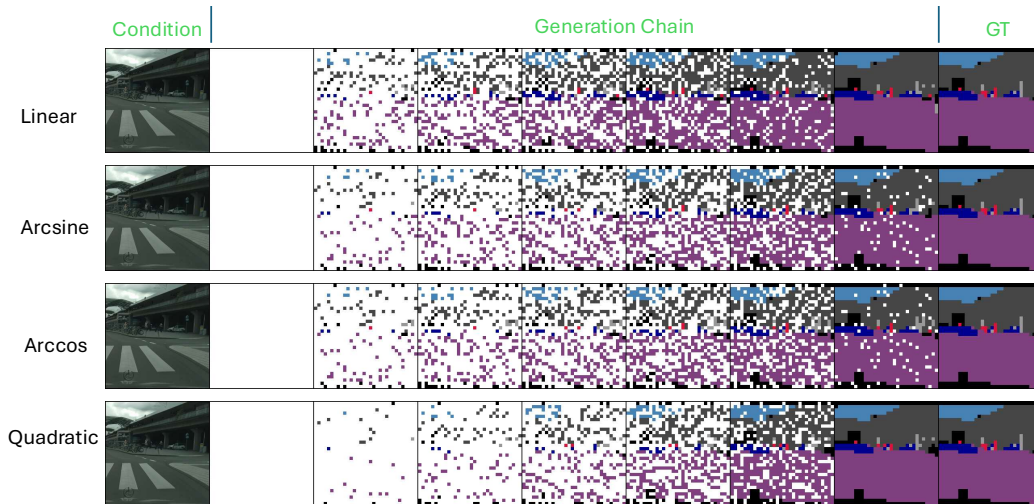 Condition Generation Chain GT
Linear
Arcsine
Arccos
Quadratic